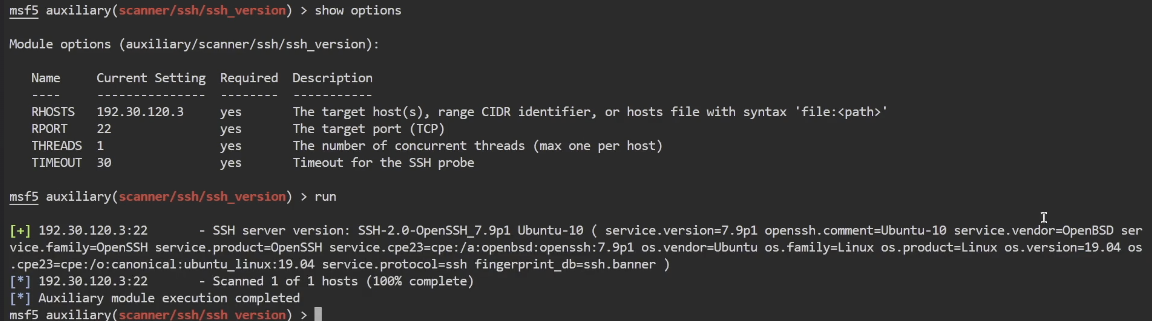 msf5 auxiliary(scanner/ssh/ssh_version) > show options
Module options (auxiliary/scanner/ssh/ssh_version):
Name Current Setting Required Description
---- --------------- -------- -----------
RHOSTS 192.30.120.3 yes The target host(s), range CIDR identifier, or hosts file with syntax 'file:<path>'
RPORT 22 yes The target port (TCP)
THREADS 1 yes The number of concurrent threads (max one per host)
TIMEOUT 30 yes Timeout for the SSH probe
msf5 auxiliary(scanner/ssh/ssh_version) > run
[+] 192.30.120.3:22 - SSH server version: SSH-2.0-OpenSSH_7.9p1 Ubuntu-10 ( service.version=7.9p1 openssh.comment=Ubuntu-10 service.vendor=OpenBSD ser
vice.family=OpenSSH service.product=OpenSSH service.cpe23=cpe:/a:openbsd:openssh:7.9p1 os.vendor=Ubuntu os.family=Linux os.product=Linux os.version=19.04 os
.cpe23=cpe:/o:canonical:ubuntu_linux:19.04 service.protocol=ssh fingerprint_db=ssh.banner )
[*] 192.30.120.3:22 - Scanned 1 of 1 hosts (100% complete)
[*] Auxiliary module execution completed
msf5 auxiliary(scanner/ssh/ssh_version) >